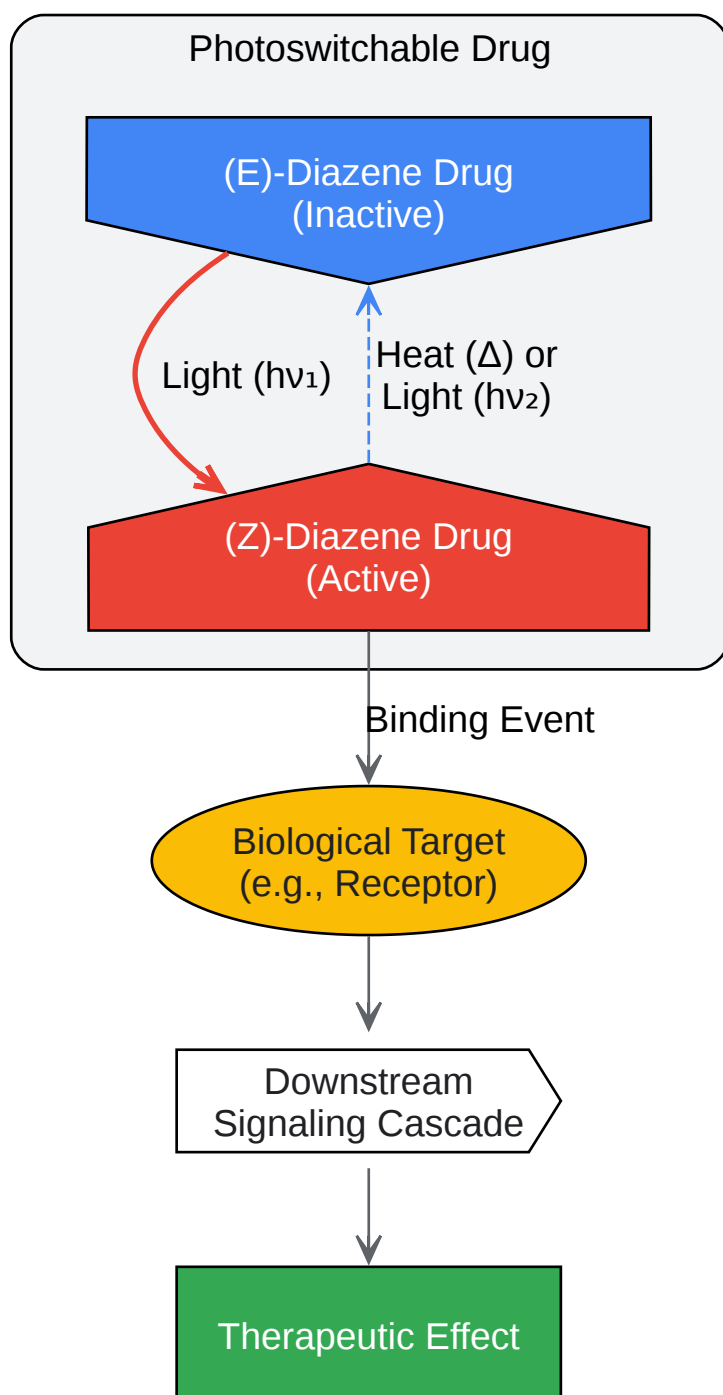 Photoswitchable Drug
(E)-Diazene Drug
(Inactive)
Light (hν₁)
Heat (Δ) or
Light (hν₂)
(Z)-Diazene Drug
(Active)
Binding Event
Biological Target
(e.g., Receptor)
Downstream
Signaling Cascade
Therapeutic Effect